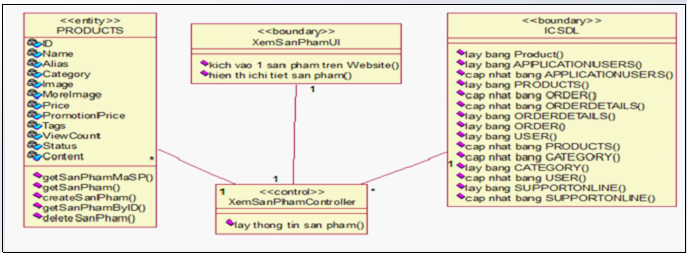 <<entity>>
PRODUCTS
ID
Name
Alias
Category
Image
MoreImage
Price
PromotionPrice
Tags
ViewCount
Status
Content
*
getSanPhamMaSP()
getSanPham()
createSanPham()
getSanPhamByID()
deleteSanPham()
<<boundary>>
XemSanPhamUI
kich vao 1 san pham tren Website()
hien thi chi tiet san pham()
1
1
1
<<control>>
*
XemSanPhamController
lay thong tin san pham()
<<boundary>>
ICSDL
lay bang Product()
lay bang APPLICATIONUSERS()
cap nhat bang APPLICATIONUSERS()
lay bang PRODUCTS()
cap nhat bang ORDER()
cap nhat bang ORDERDETAILS()
lay bang ORDERDETAILS()
lay bang ORDER()
lay bang USER()
cap nhat bang PRODUCTS()
cap nhat bang CATEGORY()
1
lay bang CATEGORY()
cap nhat bang USER()
lay bang SUPPORTONLINE()
cap nhat bang SUPPORTONLINE()